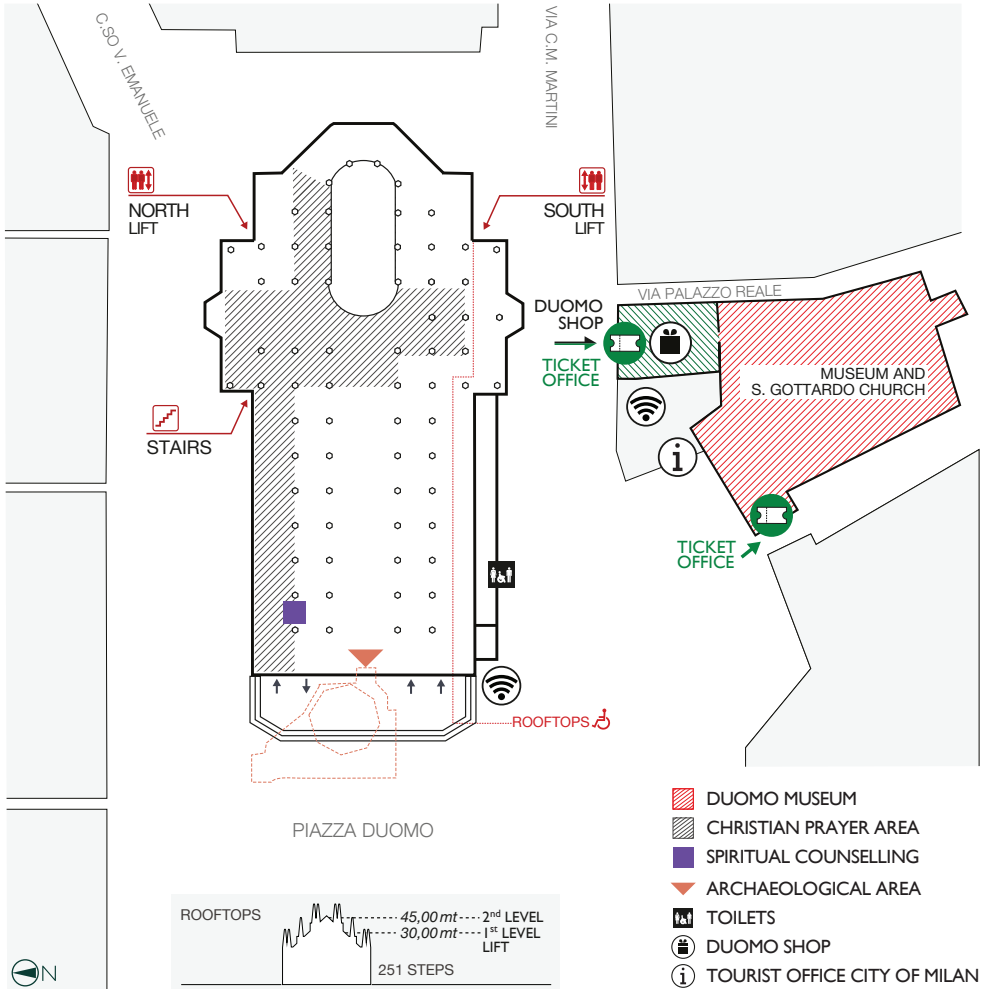 C.SO V. EMANUELE
VIA C.M. MARTINI
NORTH
LIFT
SOUTH
LIFT
VIA PALAZZO REALE
DUOMO
SHOP
TICKET
OFFICE
MUSEUM AND
S. GOTTARDO CHURCH
STAIRS
i
TICKET
OFFICE
ROOFTOPS
PIAZZA DUOMO
DUOMO MUSEUM
CHRISTIAN PRAYER AREA
SPIRITUAL COUNSELLING
ARCHAEOLOGICAL AREA
TOILETS
DUOMO SHOP
i TOURIST OFFICE CITY OF MILAN
ROOFTOPS
45,00 mt 2nd LEVEL
30,00 mt 1st LEVEL
LIFT
251 STEPS
N